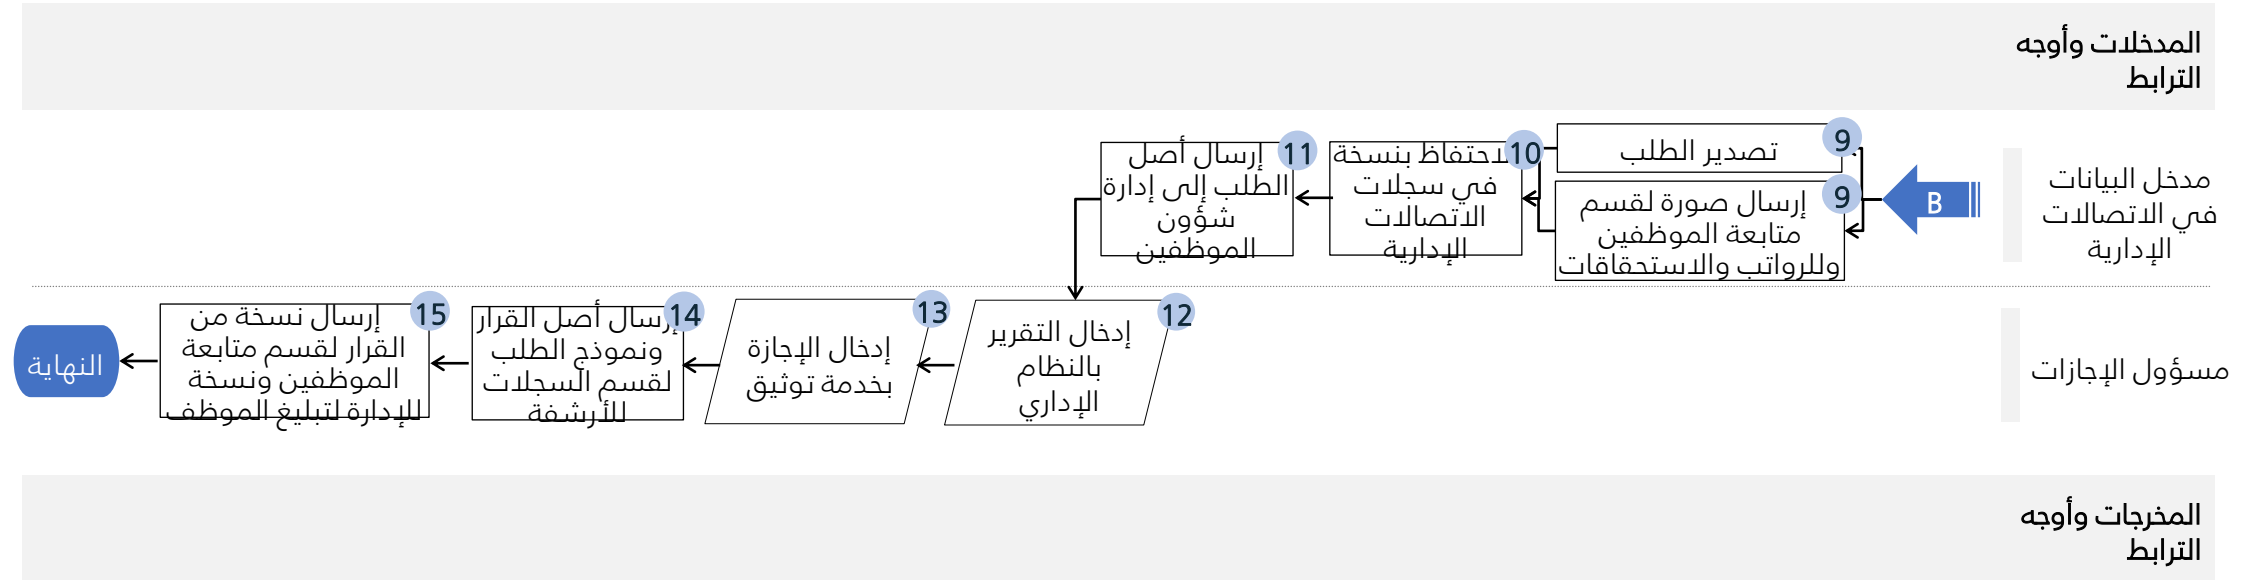 المدخلات وأوجه
الترابط
مدخل البيانات
في الاتصالات
الإدارية
B
9
تصدير الطلب
9
إرسال صورة لقسم
متابعة الموظفين
وللرواتب والاستحقاقات
10
لاحتفاظ بنسخة
في سجلات
الاتصالات
الإدارية
11
إرسال أصل
الطلب إلى إدارة
شؤون
الموظفين
مسؤول الإجازات
12
إدخال التقرير
بالنظام
الإداري
13
إدخال الإجازة
بخدمة توثيق
14
إرسال أصل القرار
ونموذج الطلب
لقسم السجلات
للأرشفة
15
إرسال نسخة من
القرار لقسم متابعة
الموظفين ونسخة
للإدارة لتبليغ الموظف
النهاية
المخرجات وأوجه
الترابط